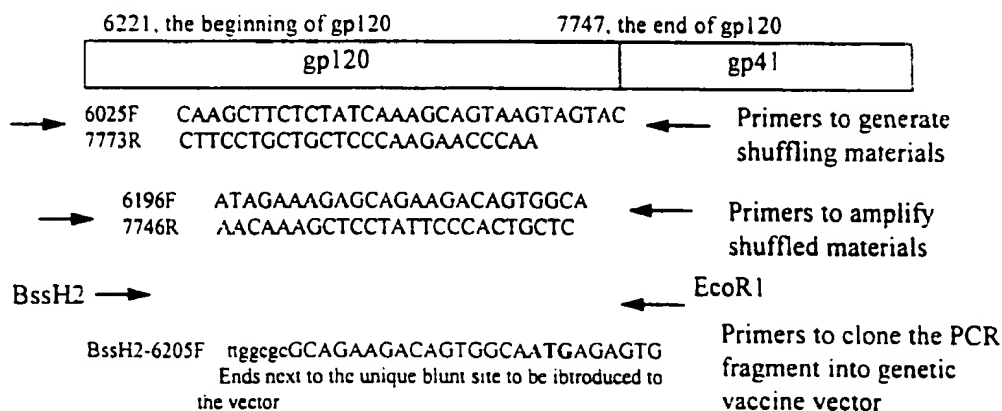 6221, the beginning of gp120 7747, the end of gp120
gp120 gp41
6025F CAAGCTTCTCTATCAAAGCAGTAAGTAGTAC
7773R CTTCCTGCTGCTCCCAAGAACCCAA
Primers to generate
shuffling materials
6196F ATAGAAAGAGCAGAAGACAGTGGCA
7746R AACAAAGCTCCTATTCCCACTGCTC
Primers to amplify
shuffled materials
BssH2 EcoR1
BssH2-6205F nggcgcGCAGAAGACAGTGGCAATGAGAGTG
Ends next to the unique blunt site to be ibtroduced to
the vector
Primers to clone the PCR
fragment into genetic
vaccine vector